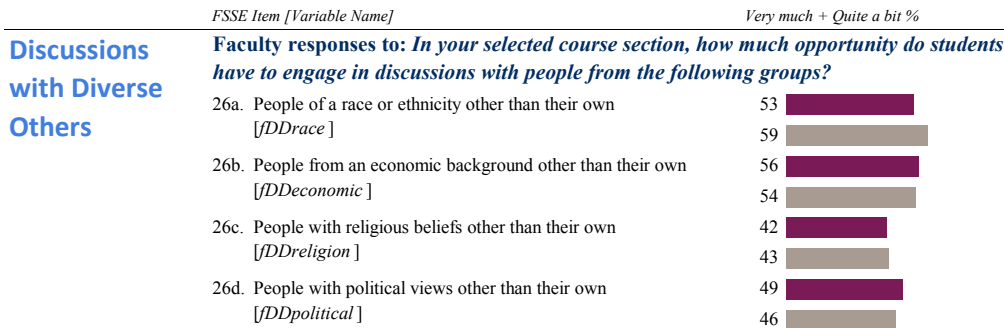 FSSE Item [Variable Name] Very much + Quite a bit %
Discussions
with Diverse
Others
Faculty responses to: In your selected course section, how much opportunity do students
have to engage in discussions with people from the following groups?
26a. People of a race or ethnicity other than their own 53
[fDDrace ] 59
26b. People from an economic background other than their own 56
[fDDeconomic ] 54
26c. People with religious beliefs other than their own 42
[fDDreligion ] 43
26d. People with political views other than their own 49
[fDDpolitical ] 46